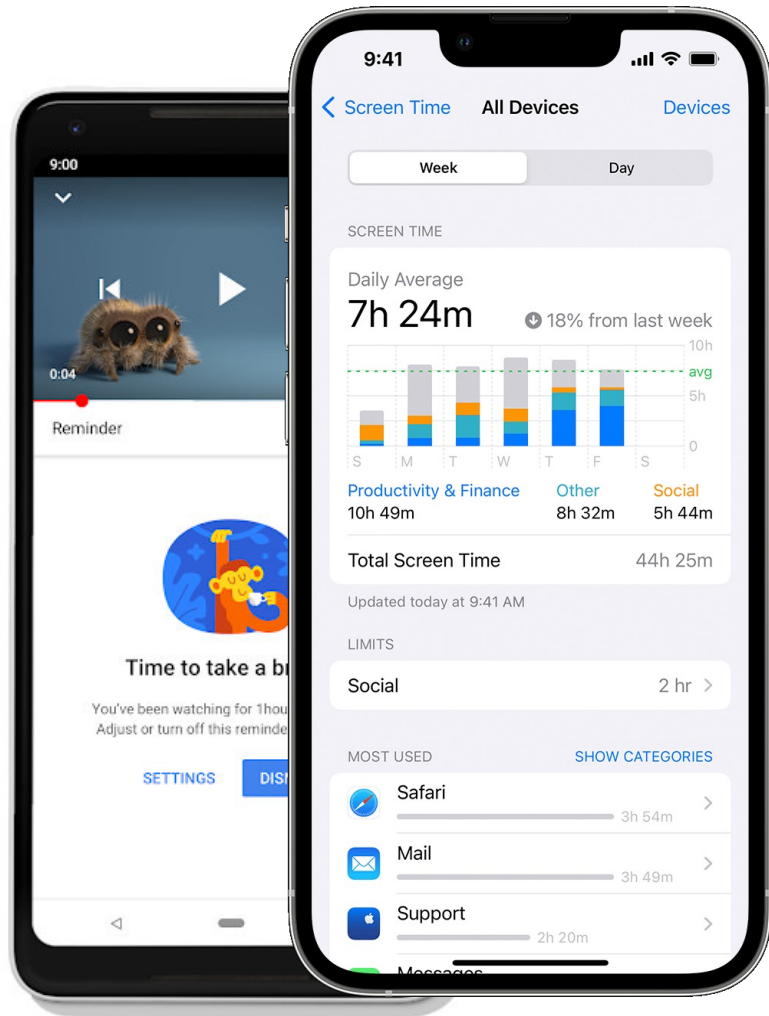 9:00
0:04
Reminder
Time to take a
You've been watching for
Adjust or turn off this
SETTINGS
9:41
Screen Time All Devices Devices
Week Day
SCREEN TIME
Daily Average
7h 24m 18% from last week
10h
avg
5h
0
S M T W T F S
Productivity & Finance Other Social
10h 49m 8h 32m 5h 44m
Total Screen Time 44h 25m
Updated today at 9:41 AM
LIMITS
Social 2 hr
MOST USED SHOW CATEGORIES
Safari
3h 54m
Mail
3h 49m
Support
2h 20m
Messages